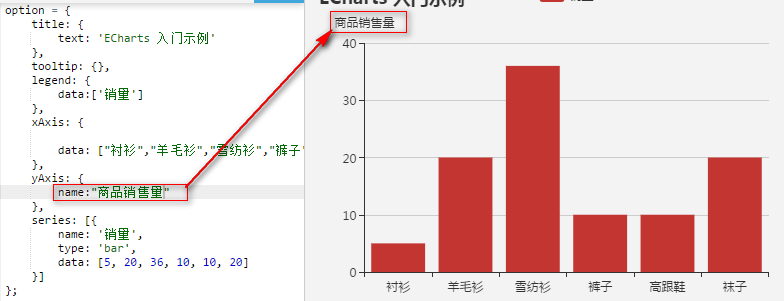 option = {
title: {
text: 'ECharts 入门示例'
},
tooltip: {},
legend: {
data:['销量']
},
xAxis: {
data: ["衬衫","羊毛衫","雪纺衫","裤子"
},
yAxis: {
name:"商品销售量"
},
series: [{
name: '销量',
type: 'bar',
data: [5, 20, 36, 10, 10, 20]
}]
};
ECharts 入门示例
商品销售量
40
30
20
10
0
衬衫 羊毛衫 雪纺衫 裤子 高跟鞋 袜子